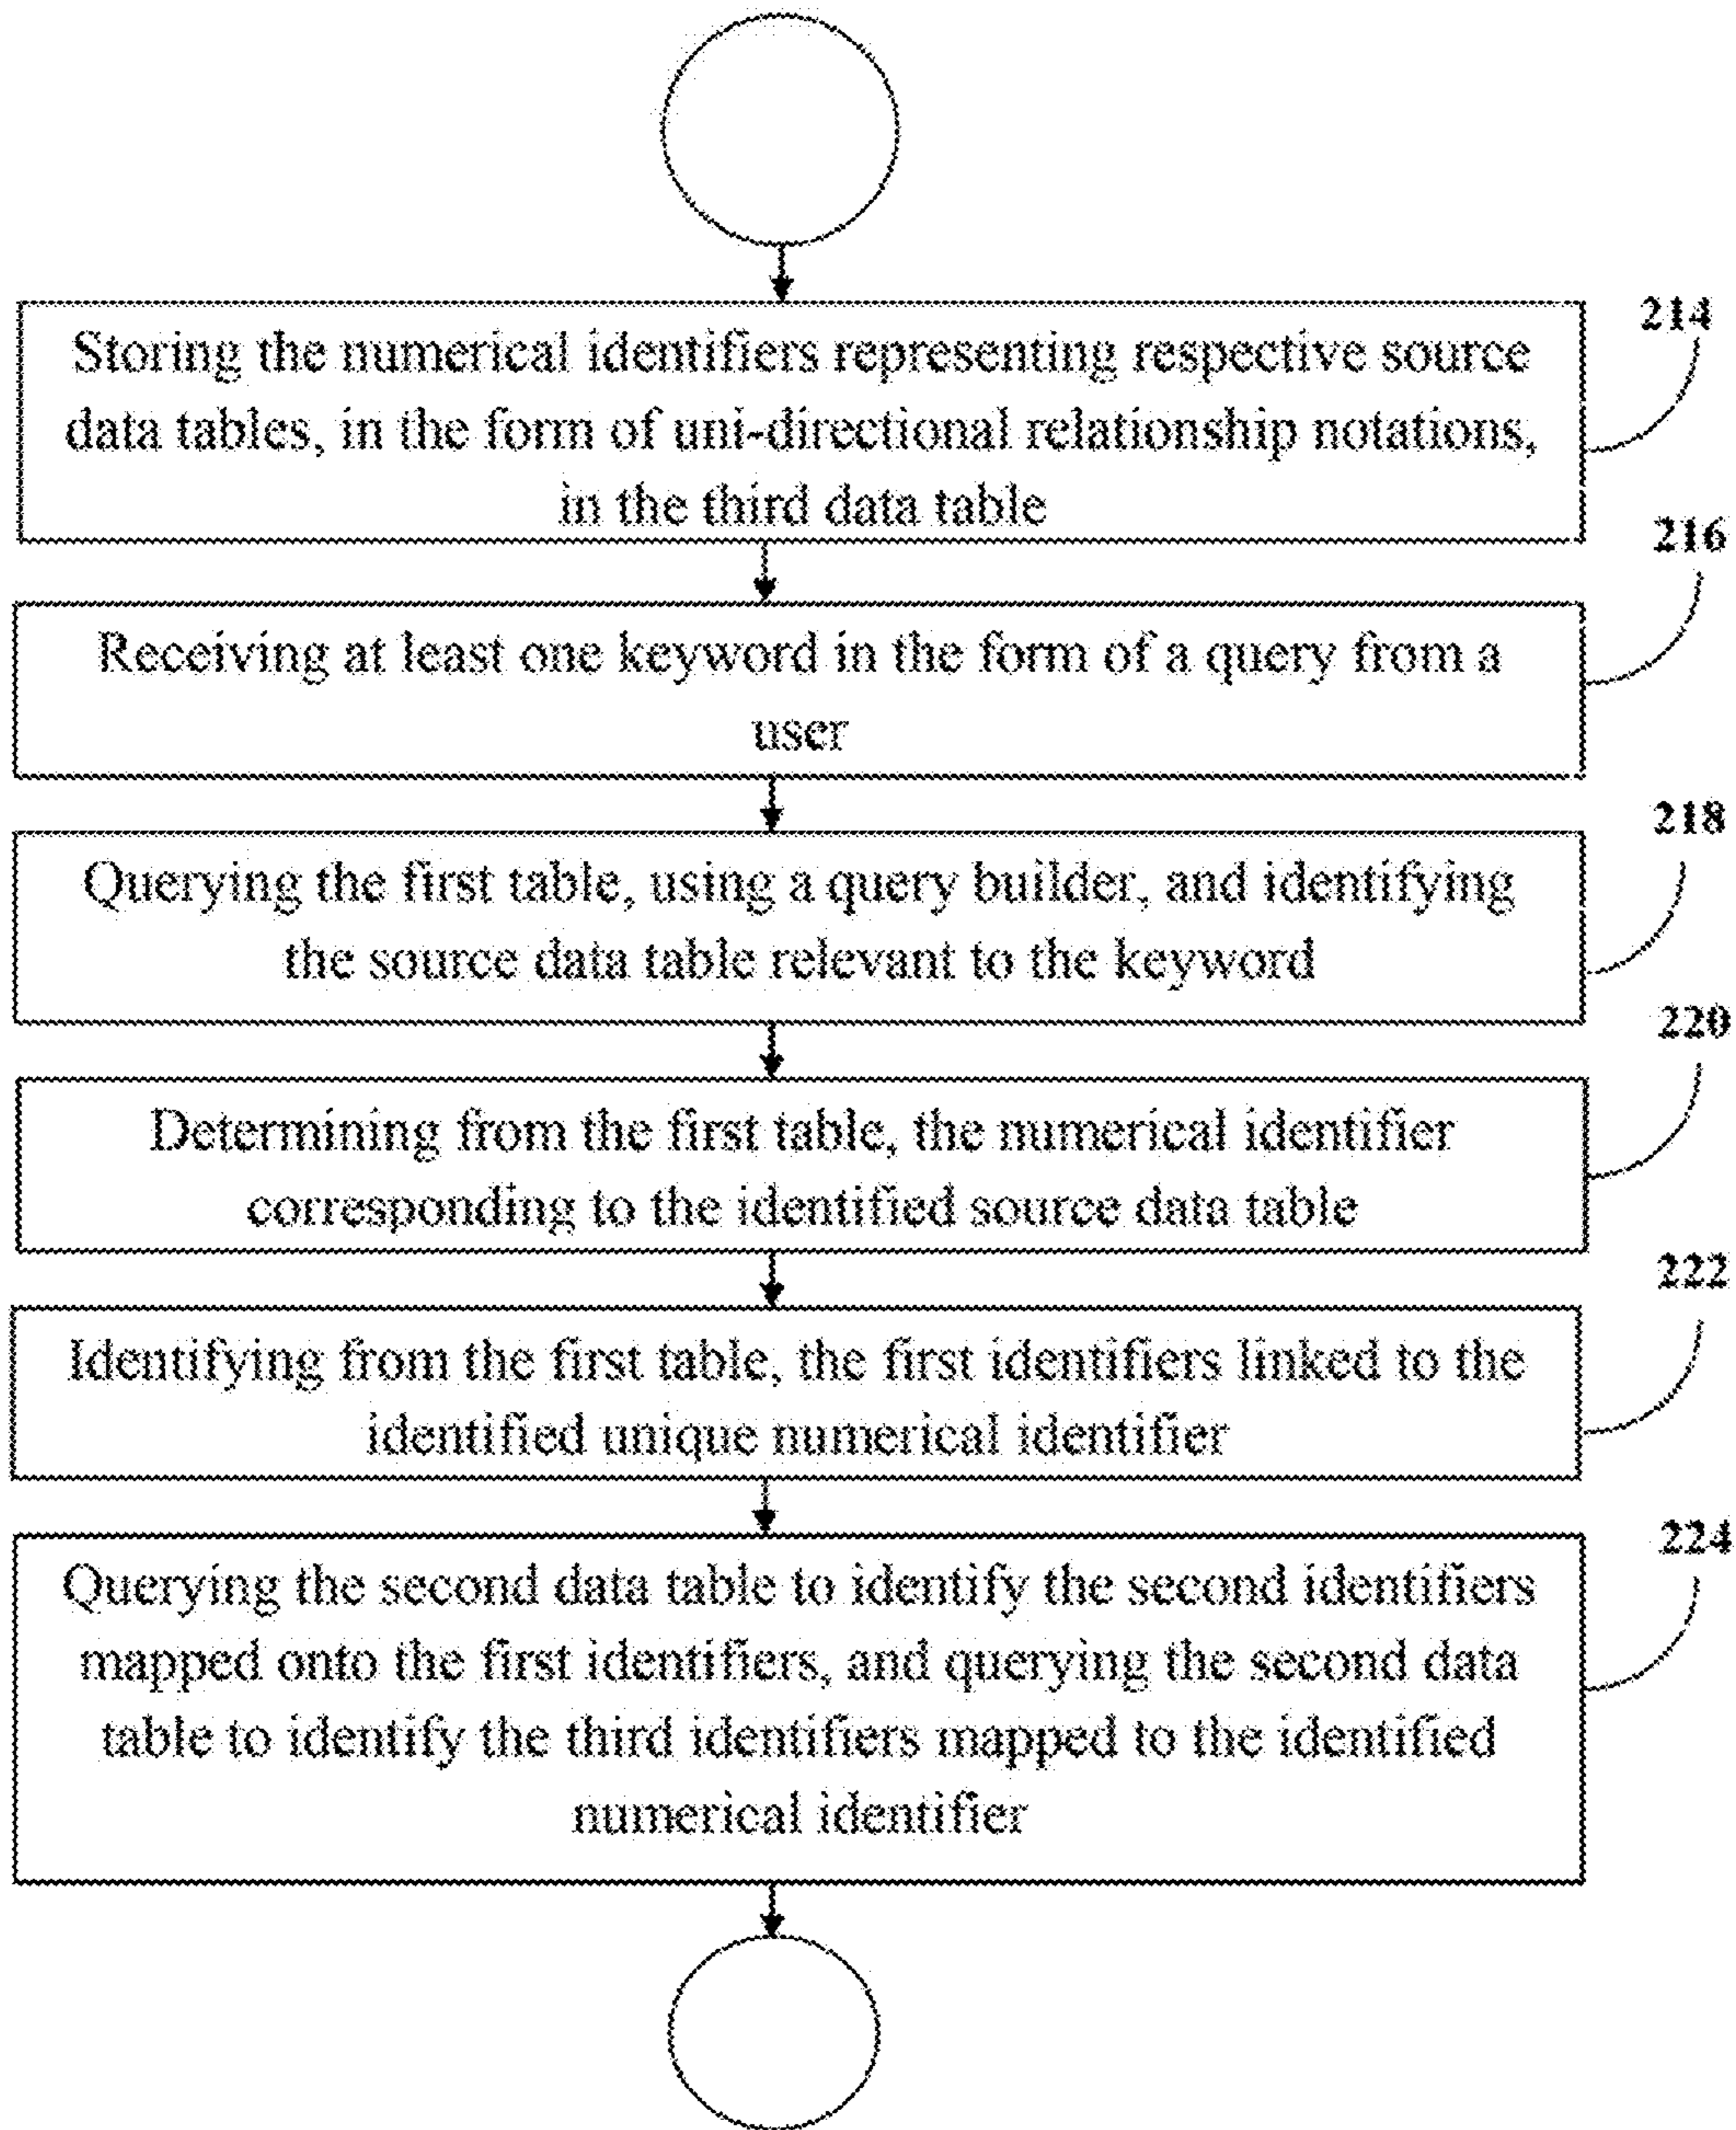 214
Storing the numerical identifiers representing respective source
data tables, in the form of uni-directional relationship notations,
in the third data table
216
Receiving at least one keyword in the form of a query from a
user
218
Querying the first table, using a query builder, and identifying
the source data table relevant to the keyword
220
Determining from the first table, the numerical identifier
corresponding to the identified source data table
222
Identifying from the first table, the first identifiers linked to the
identified unique numerical identifier
224
Querying the second data table to identify the second identifiers
mapped onto the first identifiers, and querying the second data
table to identify the third identifiers mapped to the identified
numerical identifier